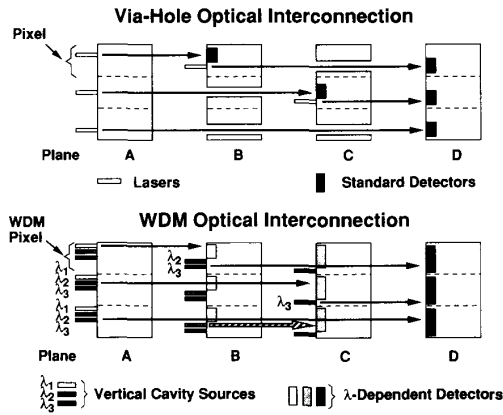 Via-Hole Optical Interconnection
Pixel
Plane A B C D
Lasers Standard Detectors
WDM Optical Interconnection
WDM
Pixel
λ1
λ2
λ3
λ1
λ2
λ3
λ2
λ3
λ3
Plane A B C D
λ1
λ2
λ3
Vertical Cavity Sources
λ-Dependent Detectors